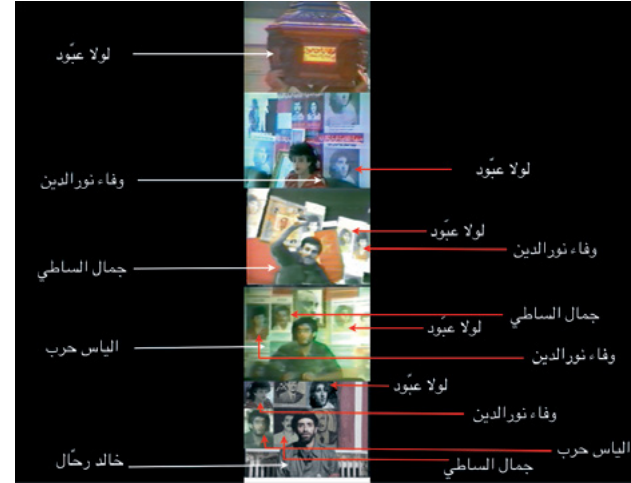 لولا عبّود
لولا عبّود
وفاء نورالدين
لولا عبّود
وفاء نورالدين
جمال الساطي
جمال الساطي
لولا عبّود
الياس حرب
وفاء نورالدين
لولا عبّود
وفاء نورالدين
الياس حرب
خالد رحّال
جمال الساطي